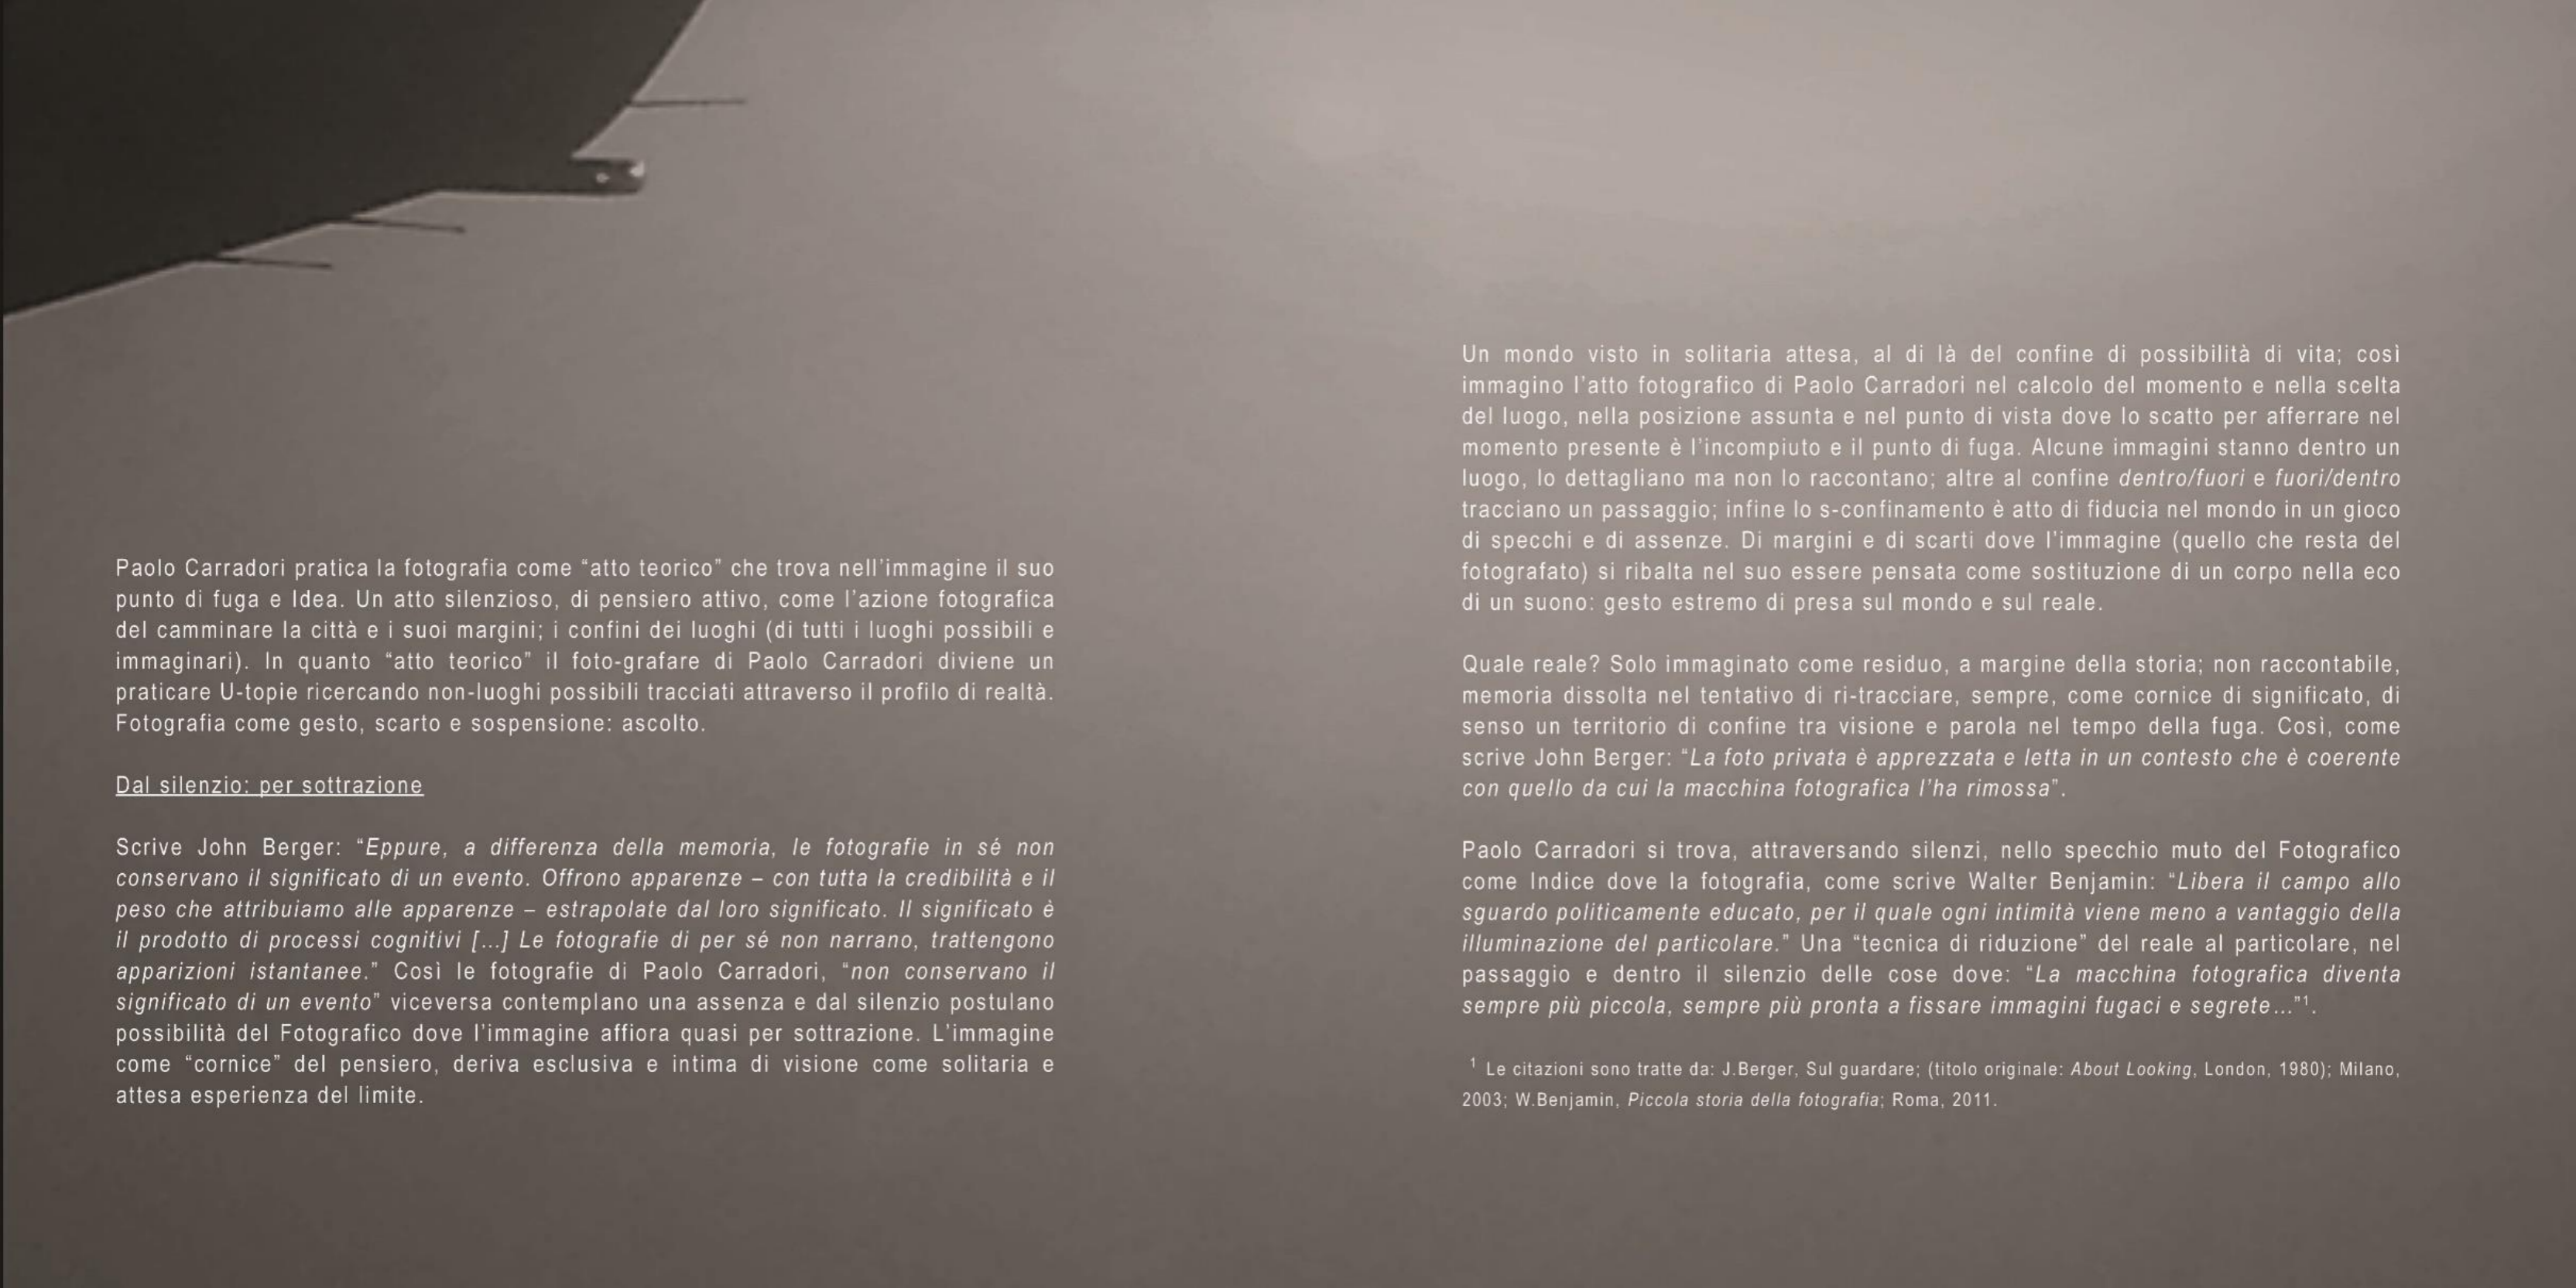 Paolo Carradori pratica la fotografia come “atto teorico” che trova nell’immagine il suo
punto di fuga e Idea. Un atto silenzioso, di pensiero attivo, come l’azione fotografica
del camminare la città e i suoi margini; i confini dei luoghi (di tutti i luoghi possibili e
immaginari). In quanto “atto teorico” il foto-grafare di Paolo Carradori diviene un
praticare U-topie ricercando non-luoghi possibili tracciati attraverso il profilo di realtà.
Fotografia come gesto, scarto e sospensione: ascolto.
Dal silenzio: per sottrazione
Scrive John Berger: “Eppure, a differenza della memoria, le fotografie in sé non
conservano il significato di un evento. Offrono apparenze – con tutta la credibilità e il
peso che attribuiamo alle apparenze – estrapolate dal loro significato. Il significato è
il prodotto di processi cognitivi [...] Le fotografie di per sé non narrano, trattengono
apparizioni istantanee.” Così le fotografie di Paolo Carradori, “non conservano il
significato di un evento” viceversa contemplano una assenza e dal silenzio postulano
possibilità del Fotografico dove l’immagine affiora quasi per sottrazione. L’immagine
come “cornice” del pensiero, deriva esclusiva e intima di visione come solitaria e
attesa esperienza del limite.
Un mondo visto in solitaria attesa, al di là del confine di possibilità di vita; così
immagino l’atto fotografico di Paolo Carradori nel calcolo del momento e nella scelta
del luogo, nella posizione assunta e nel punto di vista dove lo scatto per afferrare nel
momento presente è l’incompiuto e il punto di fuga. Alcune immagini stanno dentro un
luogo, lo dettagliano ma non lo raccontano; altre al confine dentro/fuori e fuori/dentro
tracciano un passaggio; infine lo s-confinamento è atto di fiducia nel mondo in un gioco
di specchi e di assenze. Di margini e di scarti dove l’immagine (quello che resta del
fotografato) si ribalta nel suo essere pensata come sostituzione di un corpo nella eco
di un suono: gesto estremo di presa sul mondo e sul reale.
Quale reale? Solo immaginato come residuo, a margine della storia; non raccontabile,
memoria dissolta nel tentativo di ri-tracciare, sempre, come cornice di significato, di
senso un territorio di confine tra visione e parola nel tempo della fuga. Così, come
scrive John Berger: “La foto privata è apprezzata e letta in un contesto che è coerente
con quello da cui la macchina fotografica l’ha rimossa”.
Paolo Carradori si trova, attraversando silenzi, nello specchio muto del Fotografico
come Indice dove la fotografia, come scrive Walter Benjamin: “Libera il campo allo
sguardo politicamente educato, per il quale ogni intimità viene meno a vantaggio della
illuminazione del particolare.” Una “tecnica di riduzione” del reale al particolare, nel
passaggio e dentro il silenzio delle cose dove: “La macchina fotografica diventa
sempre più piccola, sempre più pronta a fissare immagini fugaci e segrete...”¹.
¹ Le citazioni sono tratte da: J.Berger, Sul guardare; (titolo originale: About Looking, London, 1980); Milano,
2003; W.Benjamin, Piccola storia della fotografia; Roma, 2011.